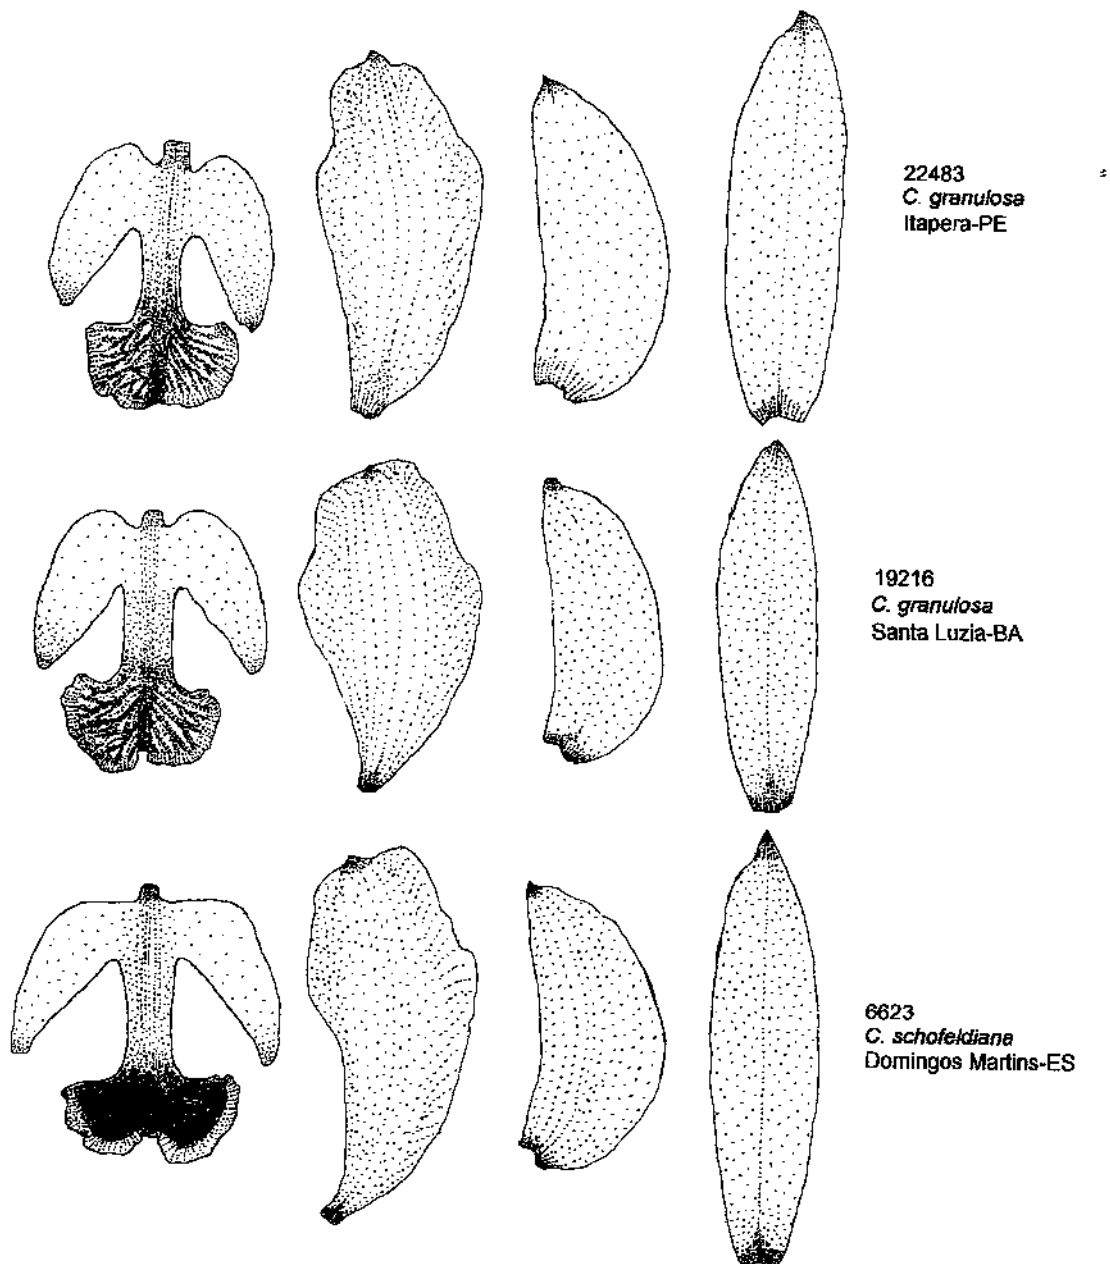 22483
C. granulosa
Itapera-PE
19216
C. granulosa
Santa Luzia-BA
6623
C. schofeldiana
Domingos Martins-ES